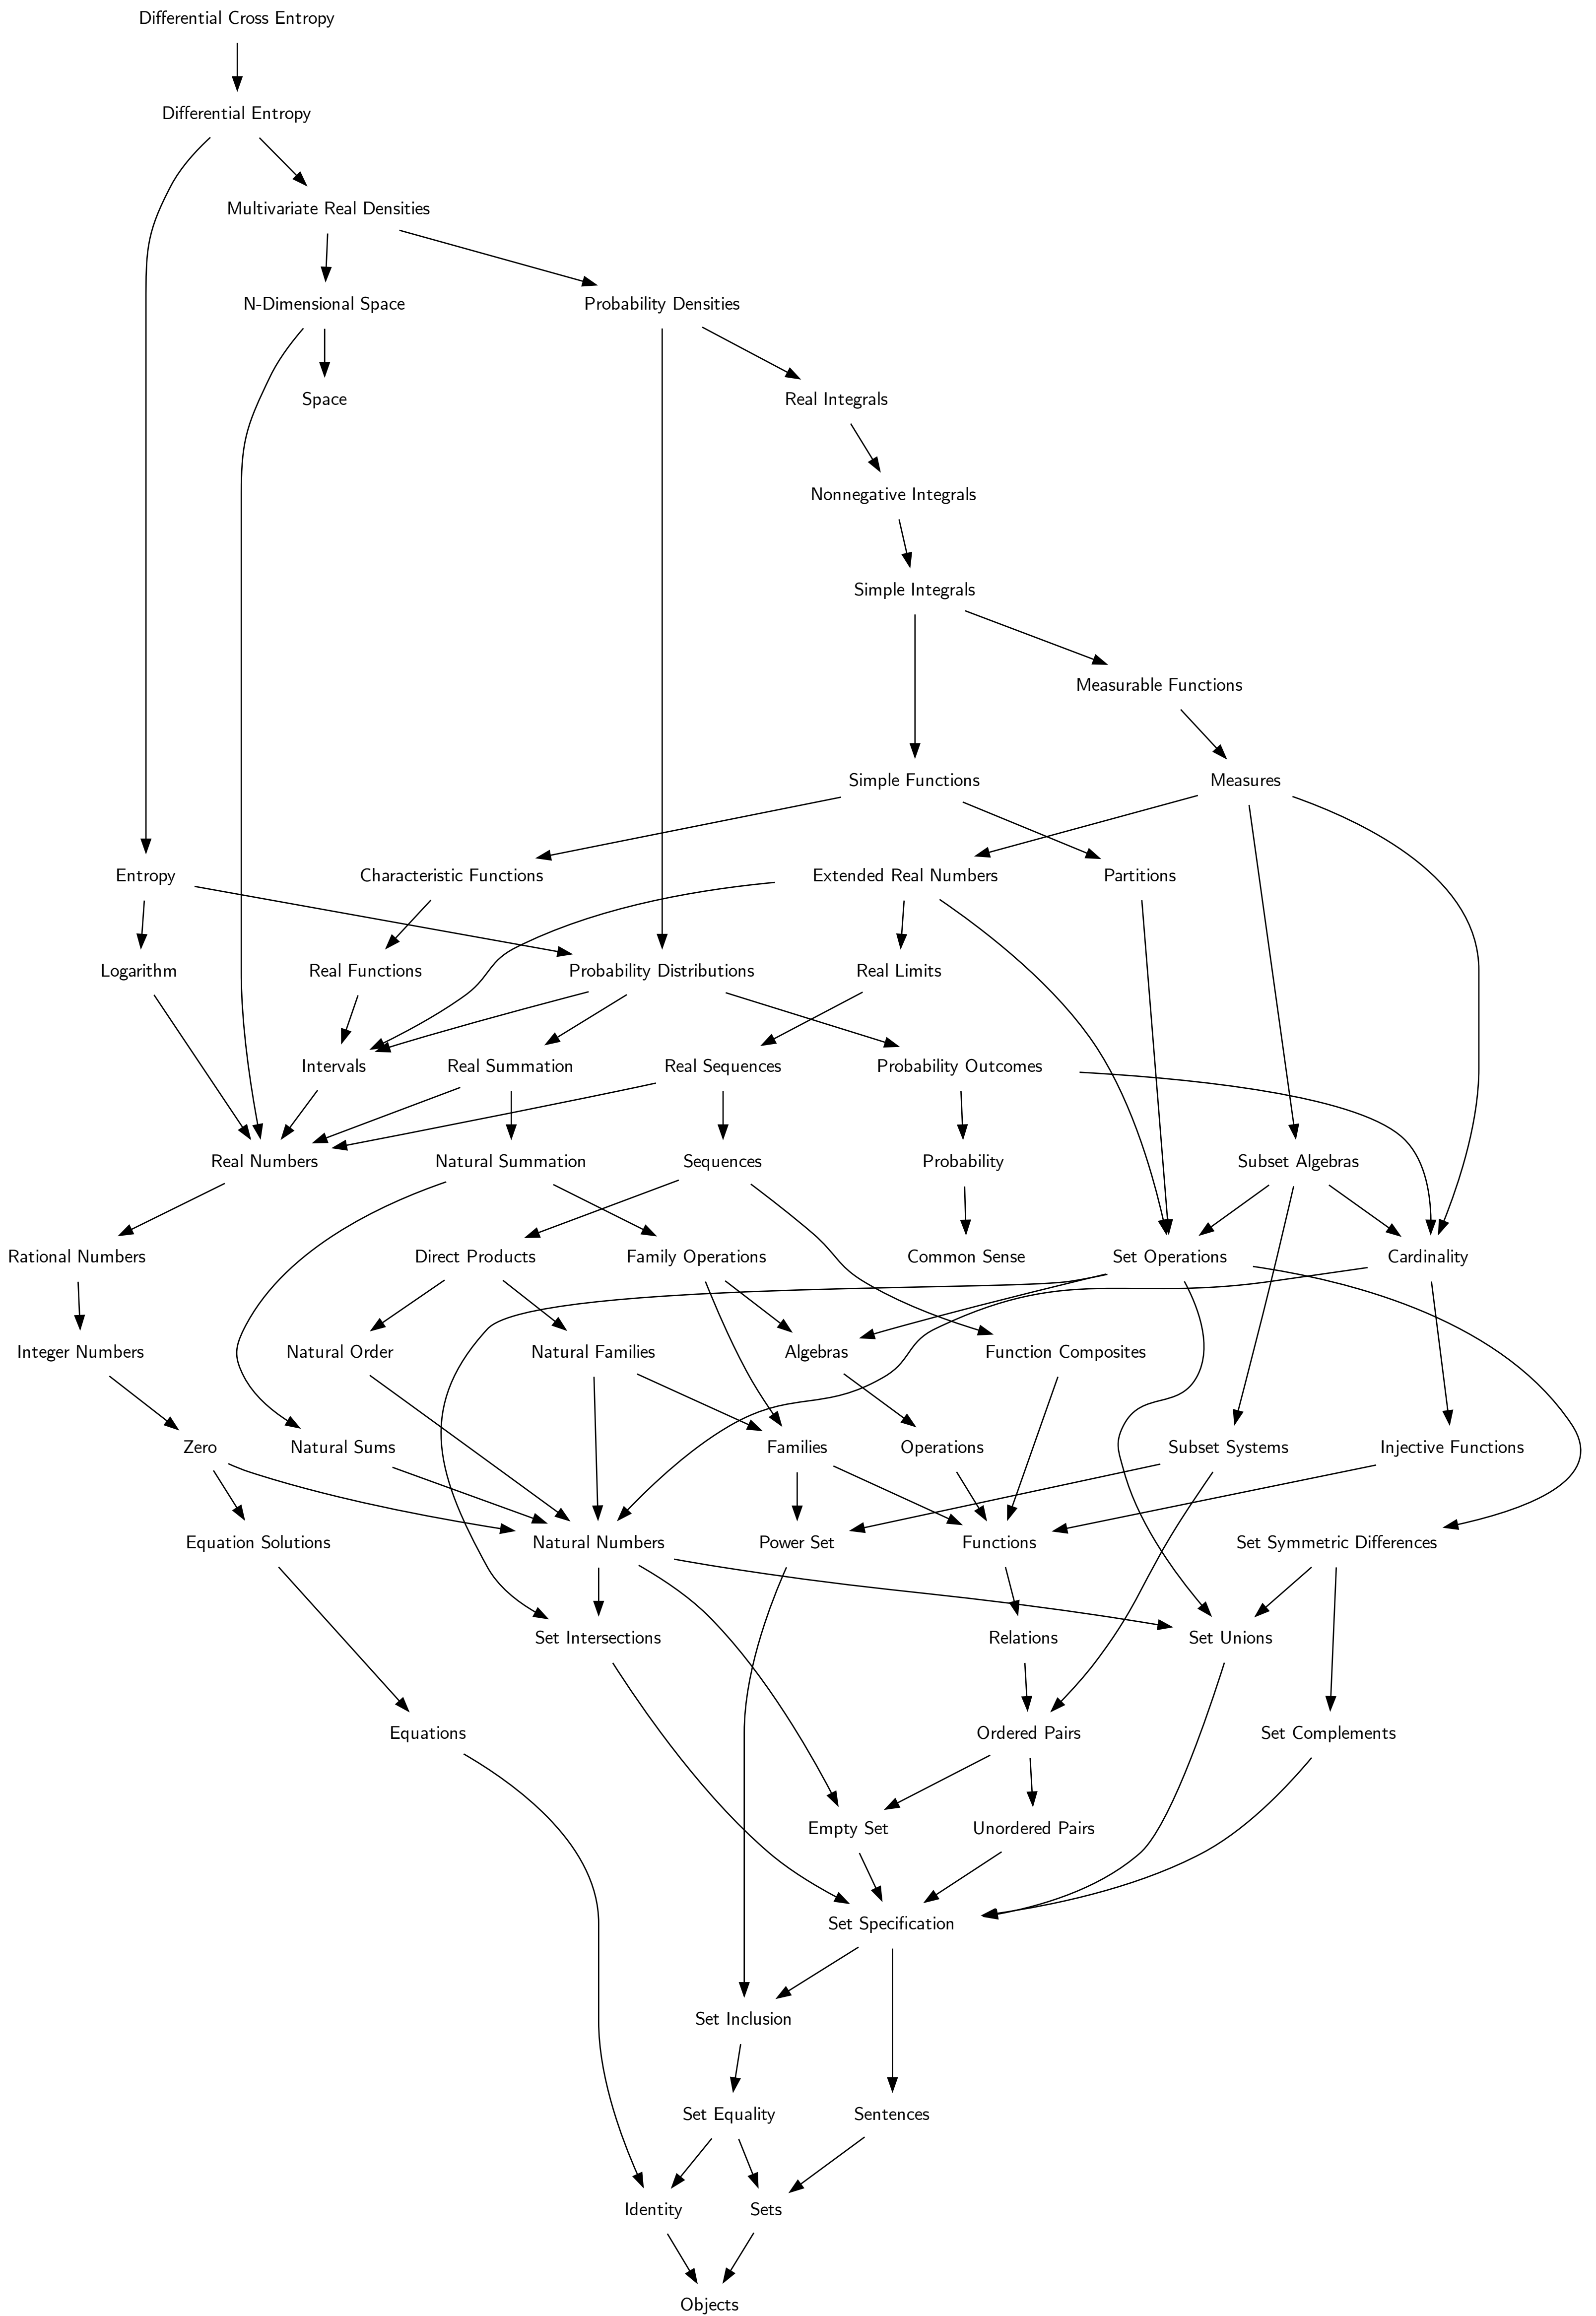 Differential Cross Entropy
Differential Entropy
Multivariate Real Densities
N-Dimensional Space
Probability Densities
Space
Real Integrals
Nonnegative Integrals
Simple Integrals
Measurable Functions
Simple Functions
Measures
Entropy
Characteristic Functions
Extended Real Numbers
Partitions
Logarithm
Real Functions
Probability Distributions
Real Limits
Intervals
Real Summation
Real Sequences
Probability Outcomes
Real Numbers
Natural Summation
Sequences
Probability
Subset Algebras
Rational Numbers
Direct Products
Family Operations
Common Sense
Set Operations
Cardinality
Integer Numbers
Natural Order
Natural Families
Algebras
Function Composites
Zero
Natural Sums
Families
Operations
Subset Systems
Injective Functions
Equation Solutions
Natural Numbers
Power Set
Functions
Set Symmetric Differences
Set Intersections
Relations
Set Unions
Equations
Ordered Pairs
Set Complements
Empty Set
Unordered Pairs
Set Specification
Set Inclusion
Set Equality
Sentences
Identity
Sets
Objects